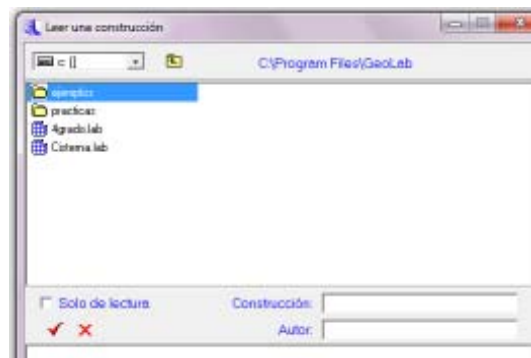 Leer una construcción
c: []
C:\Program Files\GeoLab
ejemplos
practicas
4grado.lab
Cisterna.lab
Solo de lectura
Construcción:
Autor: